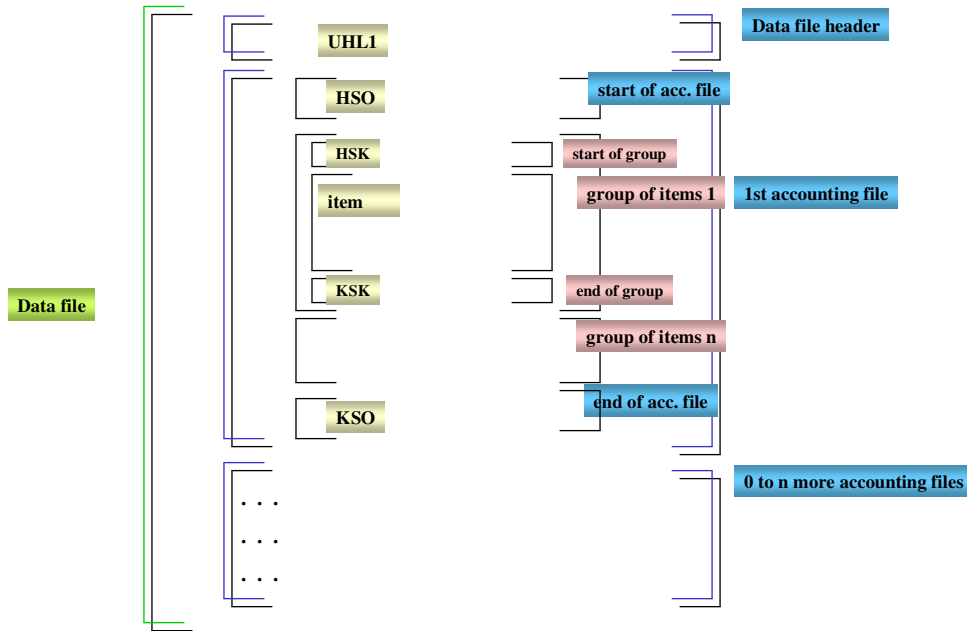 UHL1
Data file header
HSO
start of acc. file
HSK
start of group
item
group of items 1
1st accounting file
Data file
KSK
end of group
group of items n
KSO
end of acc. file
0 to n more accounting files
. . .
. . .
. . .